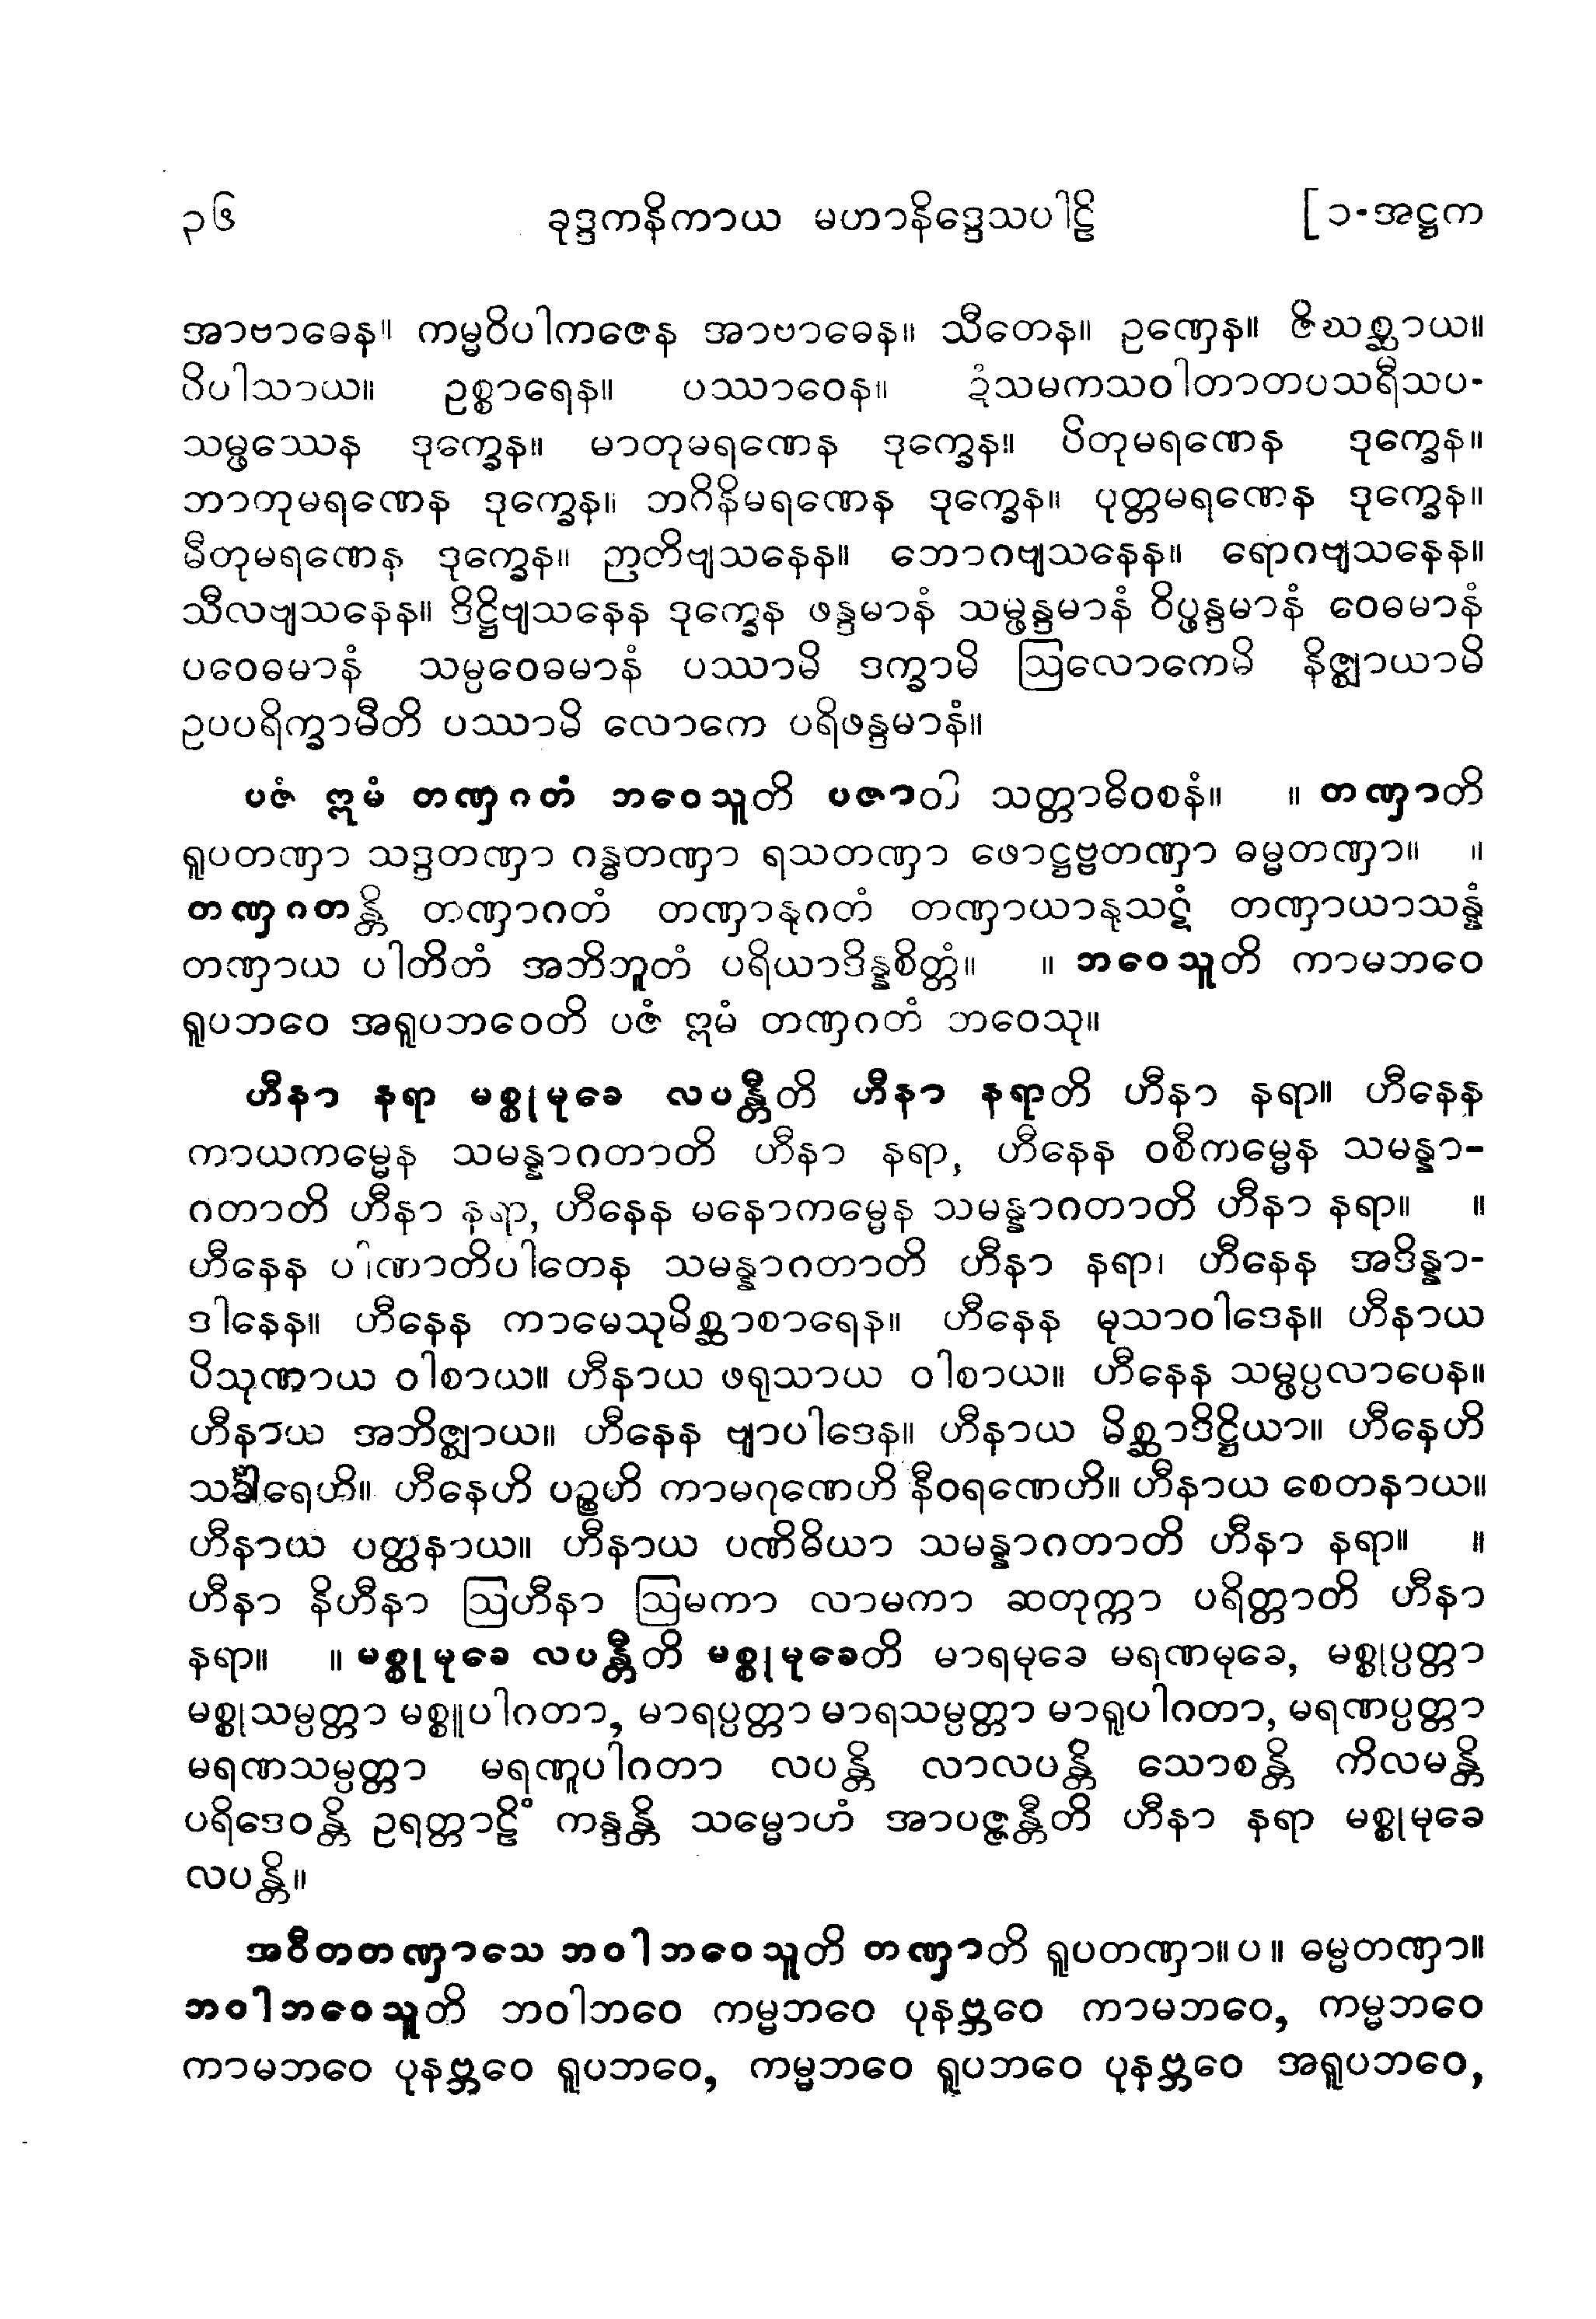 ၃၆ ခုဒ္ဒကနိကာယ မဟာနိဒ္ဒေသပါဠိ [၁-အဋ္ဌက
အာဗာဓေန။ ကမ္မဝိပါကဇေန အာဗာဓေန။ သီတေန။ ဥဏှေန။ ဇိဃစ္ဆာယ။
ဝိပါသာယ။ ဥစ္စာရေန။ ပဿာဝေန။ ဍံသမကသဝါတာတပသရီသပ-
သမ္ဖဿေန ဒုက္ခေန။ မာတုမရဏေန ဒုက္ခေန။ ပိတုမရဏေန ဒုက္ခေန။
ဘာတုမရဏေန ဒုက္ခေန။ ဘဂိနိမရဏေန ဒုက္ခေန။ ပုတ္တမရဏေန ဒုက္ခေန။
ဓီတုမရဏေန ဒုက္ခေန။ ဉာတိဗျသနေန။ ဘောဂဗျသနေန။ ရောဂဗျသနေန။
သီလဗျသနေန။ ဒိဋ္ဌိဗျသနေန ဒုက္ခေန ဖန္ဒမာနံ သမ္ဖန္ဒမာနံ ဝိပ္ဖန္ဒမာနံ ဝေဓမာနံ
ပဝေဓမာနံ သမ္ပဝေဓမာနံ ပဿာမိ ဒက္ခာမိ ဩလောကေမိ နိဇ္ဈာယာမိ
ဥပပရိက္ခာမီတိ ပဿာမိ လောကေ ပရိဖန္ဒမာနံ။
ပဇံ ဣမံ တဏှဂတံ ဘဝေသူတိ ပဇာဝါ သတ္တာဓိဝစနံ။ ။ တဏှာတိ
ရူပတဏှာ သဒ္ဒတဏှာ ဂန္ဓတဏှာ ရသတဏှာ ဖောဋ္ဌဗ္ဗတဏှာ ဓမ္မတဏှာ။ ။
တဏှဂတန္တိ တဏှာဂတံ တဏှာနုဂတံ တဏှာယာနုသဋံ တဏှာယာသန္နံ
တဏှာယ ပါတိတံ အဘိဘူတံ ပရိယာဒိန္နစိတ္တံ။ ။ ဘဝေသူတိ ကာမဘဝေ
ရူပဘဝေ အရူပဘဝေတိ ပဇံ ဣမံ တဏှဂတံ ဘဝေသု။
ဟီနာ နရာ မစ္စုမုခေ လပန္တီတိ ဟီနာ နရာတိ ဟီနာ နရာ။ ဟီနေန
ကာယကမ္မေန သမန္နာဂတာတိ ဟီနာ နရာ, ဟီနေန ဝစီကမ္မေန သမန္နာ-
ဂတာတိ ဟီနာ နရာ, ဟီနေန မနောကမ္မေန သမန္နာဂတာတိ ဟီနာ နရာ။ ။
ဟီနေန ပါဏာတိပါတေန သမန္နာဂတာတိ ဟီနာ နရာ၊ ဟီနေန အဒိန္နာ-
ဒါနေန။ ဟီနေန ကာမေသုမိစ္ဆာစာရေန။ ဟီနေန မုသာဝါဒေန။ ဟီနာယ
ပိသုဏာယ ဝါစာယ။ ဟီနာယ ဖရုသာယ ဝါစာယ။ ဟီနေန သမ္ဖပ္ပလာပေန။
ဟီနာယ အဘိဇ္ဈာယ။ ဟီနေန ဗျာပါဒေန။ ဟီနာယ မိစ္ဆာဒိဋ္ဌိယာ။ ဟီနေဟိ
သင်္ခါရေဟိ။ ဟီနေဟိ ပဉ္စဟိ ကာမဂုဏေဟိ နီဝရဏေဟိ။ ဟီနာယ စေတနာယ။
ဟီနာယ ပတ္ထနာယ။ ဟီနာယ ပဏိဓိယာ သမန္နာဂတာတိ ဟီနာ နရာ။ ။
ဟီနာ နိဟီနာ ဩဟီနာ ဩမကာ လာမကာ ဆတုက္ကာ ပရိတ္တာတိ ဟီနာ
နရာ။ ။ မစ္စုမုခေ လပန္တီတိ မစ္စုမုခေတိ မာရမုခေ မရဏမုခေ, မစ္စုပ္ပတ္တာ
မစ္စုသမ္ပတ္တာ မစ္စူပါဂတာ, မာရပ္ပတ္တာ မာရသမ္ပတ္တာ မာရူပါဂတာ, မရဏပ္ပတ္တာ
မရဏသမ္ပတ္တာ မရဏူပါဂတာ လပန္တိ လာလပန္တိ သောစန္တိ ကိလမန္တိ
ပရိဒေဝန္တိ ဥရတ္တာဠိံ ကန္ဒန္တိ သမ္မောဟံ အာပဇ္ဇန္တီတိ ဟီနာ နရာ မစ္စုမုခေ
လပန္တိ။
အဝီတတဏှာသေ ဘဝါဘဝေသူတိ တဏှာတိ ရူပတဏှာ။ပ။ ဓမ္မတဏှာ။
ဘဝါဘဝေသူတိ ဘဝါဘဝေ ကမ္မဘဝေ ပုနဗ္ဘဝေ ကာမဘဝေ, ကမ္မဘဝေ
ကာမဘဝေ ပုနဗ္ဘဝေ ရူပဘဝေ, ကမ္မဘဝေ ရူပဘဝေ ပုနဗ္ဘဝေ အရူပဘဝေ,